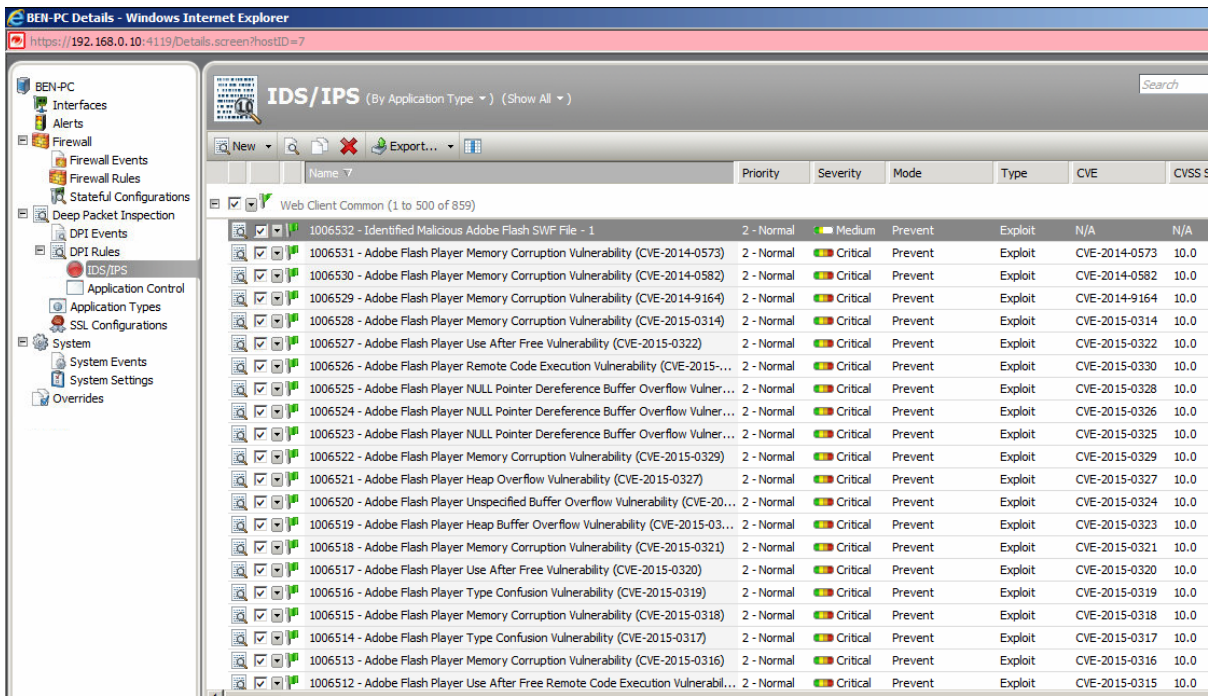 BEN-PC Details - Windows Internet Explorer
https://192.168.0.10:4119/Details.screen?hostID=7
BEN-PC
Interfaces
Alerts
Firewall
Firewall Events
Firewall Rules
Stateful Configurations
Deep Packet Inspection
DPI Events
DPI Rules
IDS/IPS
Application Control
Application Types
SSL Configurations
System
System Events
System Settings
Overrides
IDS/IPS (By Application Type) (Show All)
Search
New Export...
Name Priority Severity Mode Type CVE CVSS S
Web Client Common (1 to 500 of 859)
1006532 - Identified Malicious Adobe Flash SWF File - 1 2 - Normal Medium Prevent Exploit N/A N/A
1006531 - Adobe Flash Player Memory Corruption Vulnerability (CVE-2014-0573) 2 - Normal Critical Prevent Exploit CVE-2014-0573 10.0
1006530 - Adobe Flash Player Memory Corruption Vulnerability (CVE-2014-0582) 2 - Normal Critical Prevent Exploit CVE-2014-0582 10.0
1006529 - Adobe Flash Player Memory Corruption Vulnerability (CVE-2014-9164) 2 - Normal Critical Prevent Exploit CVE-2014-9164 10.0
1006528 - Adobe Flash Player Memory Corruption Vulnerability (CVE-2015-0314) 2 - Normal Critical Prevent Exploit CVE-2015-0314 10.0
1006527 - Adobe Flash Player Use After Free Vulnerability (CVE-2015-0322) 2 - Normal Critical Prevent Exploit CVE-2015-0322 10.0
1006526 - Adobe Flash Player Remote Code Execution Vulnerability (CVE-2015-... 2 - Normal Critical Prevent Exploit CVE-2015-0330 10.0
1006525 - Adobe Flash Player NULL Pointer Dereference Buffer Overflow Vulner... 2 - Normal Critical Prevent Exploit CVE-2015-0328 10.0
1006524 - Adobe Flash Player NULL Pointer Dereference Buffer Overflow Vulner... 2 - Normal Critical Prevent Exploit CVE-2015-0326 10.0
1006523 - Adobe Flash Player NULL Pointer Dereference Buffer Overflow Vulner... 2 - Normal Critical Prevent Exploit CVE-2015-0325 10.0
1006522 - Adobe Flash Player Memory Corruption Vulnerability (CVE-2015-0329) 2 - Normal Critical Prevent Exploit CVE-2015-0329 10.0
1006521 - Adobe Flash Player Heap Overflow Vulnerability (CVE-2015-0327) 2 - Normal Critical Prevent Exploit CVE-2015-0327 10.0
1006520 - Adobe Flash Player Unspecified Buffer Overflow Vulnerability (CVE-20... 2 - Normal Critical Prevent Exploit CVE-2015-0324 10.0
1006519 - Adobe Flash Player Heap Buffer Overflow Vulnerability (CVE-2015-03... 2 - Normal Critical Prevent Exploit CVE-2015-0323 10.0
1006518 - Adobe Flash Player Memory Corruption Vulnerability (CVE-2015-0321) 2 - Normal Critical Prevent Exploit CVE-2015-0321 10.0
1006517 - Adobe Flash Player Use After Free Vulnerability (CVE-2015-0320) 2 - Normal Critical Prevent Exploit CVE-2015-0320 10.0
1006516 - Adobe Flash Player Type Confusion Vulnerability (CVE-2015-0319) 2 - Normal Critical Prevent Exploit CVE-2015-0319 10.0
1006515 - Adobe Flash Player Memory Corruption Vulnerability (CVE-2015-0318) 2 - Normal Critical Prevent Exploit CVE-2015-0318 10.0
1006514 - Adobe Flash Player Type Confusion Vulnerability (CVE-2015-0317) 2 - Normal Critical Prevent Exploit CVE-2015-0317 10.0
1006513 - Adobe Flash Player Memory Corruption Vulnerability (CVE-2015-0316) 2 - Normal Critical Prevent Exploit CVE-2015-0316 10.0
1006512 - Adobe Flash Player Use After Free Remote Code Execution Vulnerabil... 2 - Normal Critical Prevent Exploit CVE-2015-0315 10.0